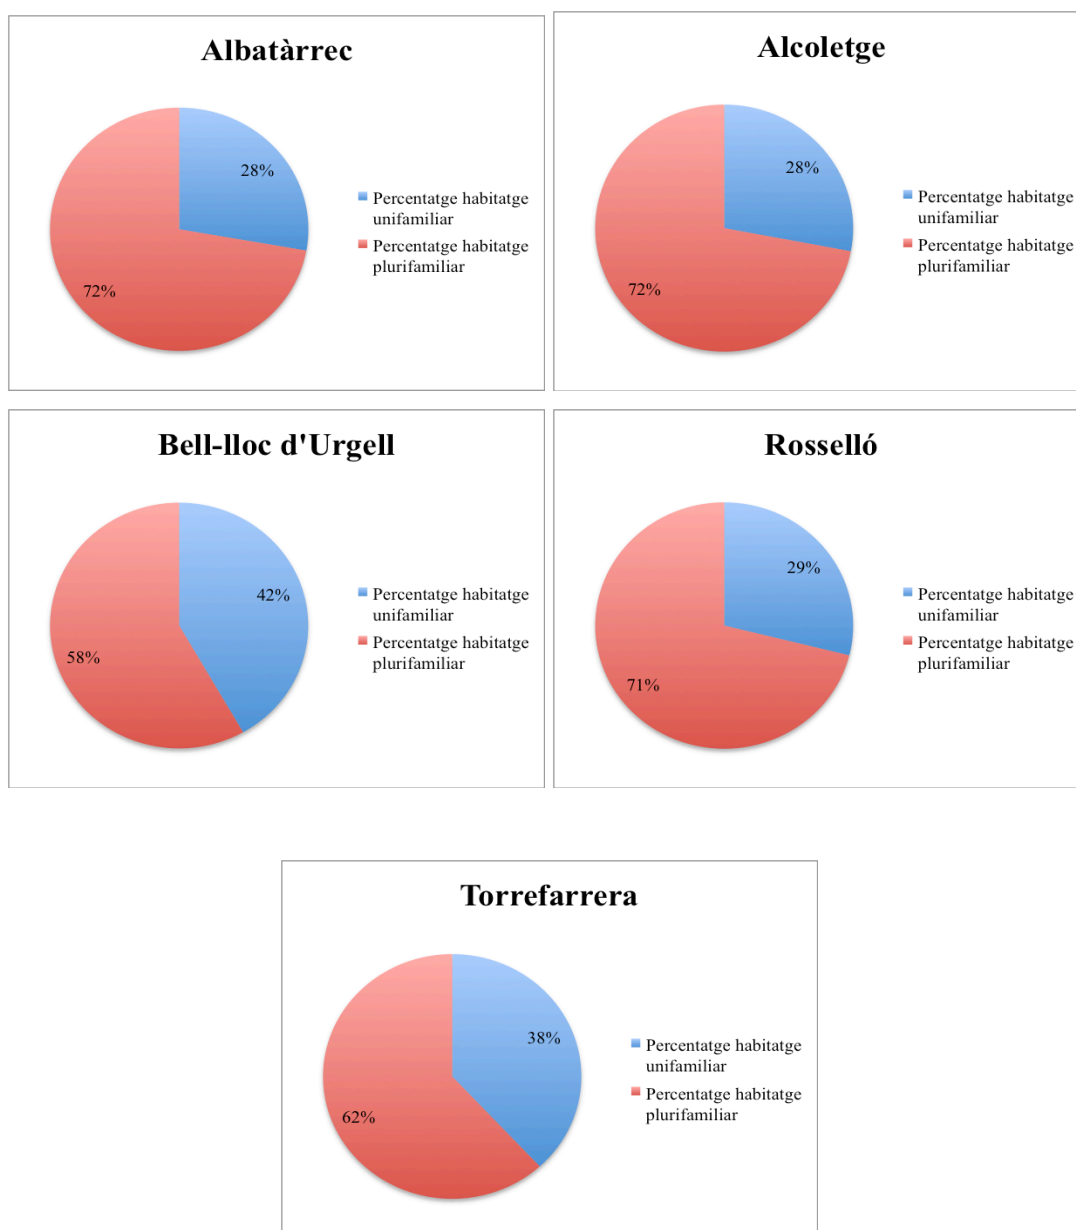 Albatàrrec
28%
72%
Percentatge habitatge
unifamiliar
Percentatge habitatge
plurifamiliar
Alcoletge
28%
72%
Percentatge habitatge
unifamiliar
Percentatge habitatge
plurifamiliar
Bell-lloc d'Urgell
42%
58%
Percentatge habitatge
unifamiliar
Percentatge habitatge
plurifamiliar
Rosselló
29%
71%
Percentatge habitatge
unifamiliar
Percentatge habitatge
plurifamiliar
Torrefarrera
38%
62%
Percentatge habitatge
unifamiliar
Percentatge habitatge
plurifamiliar